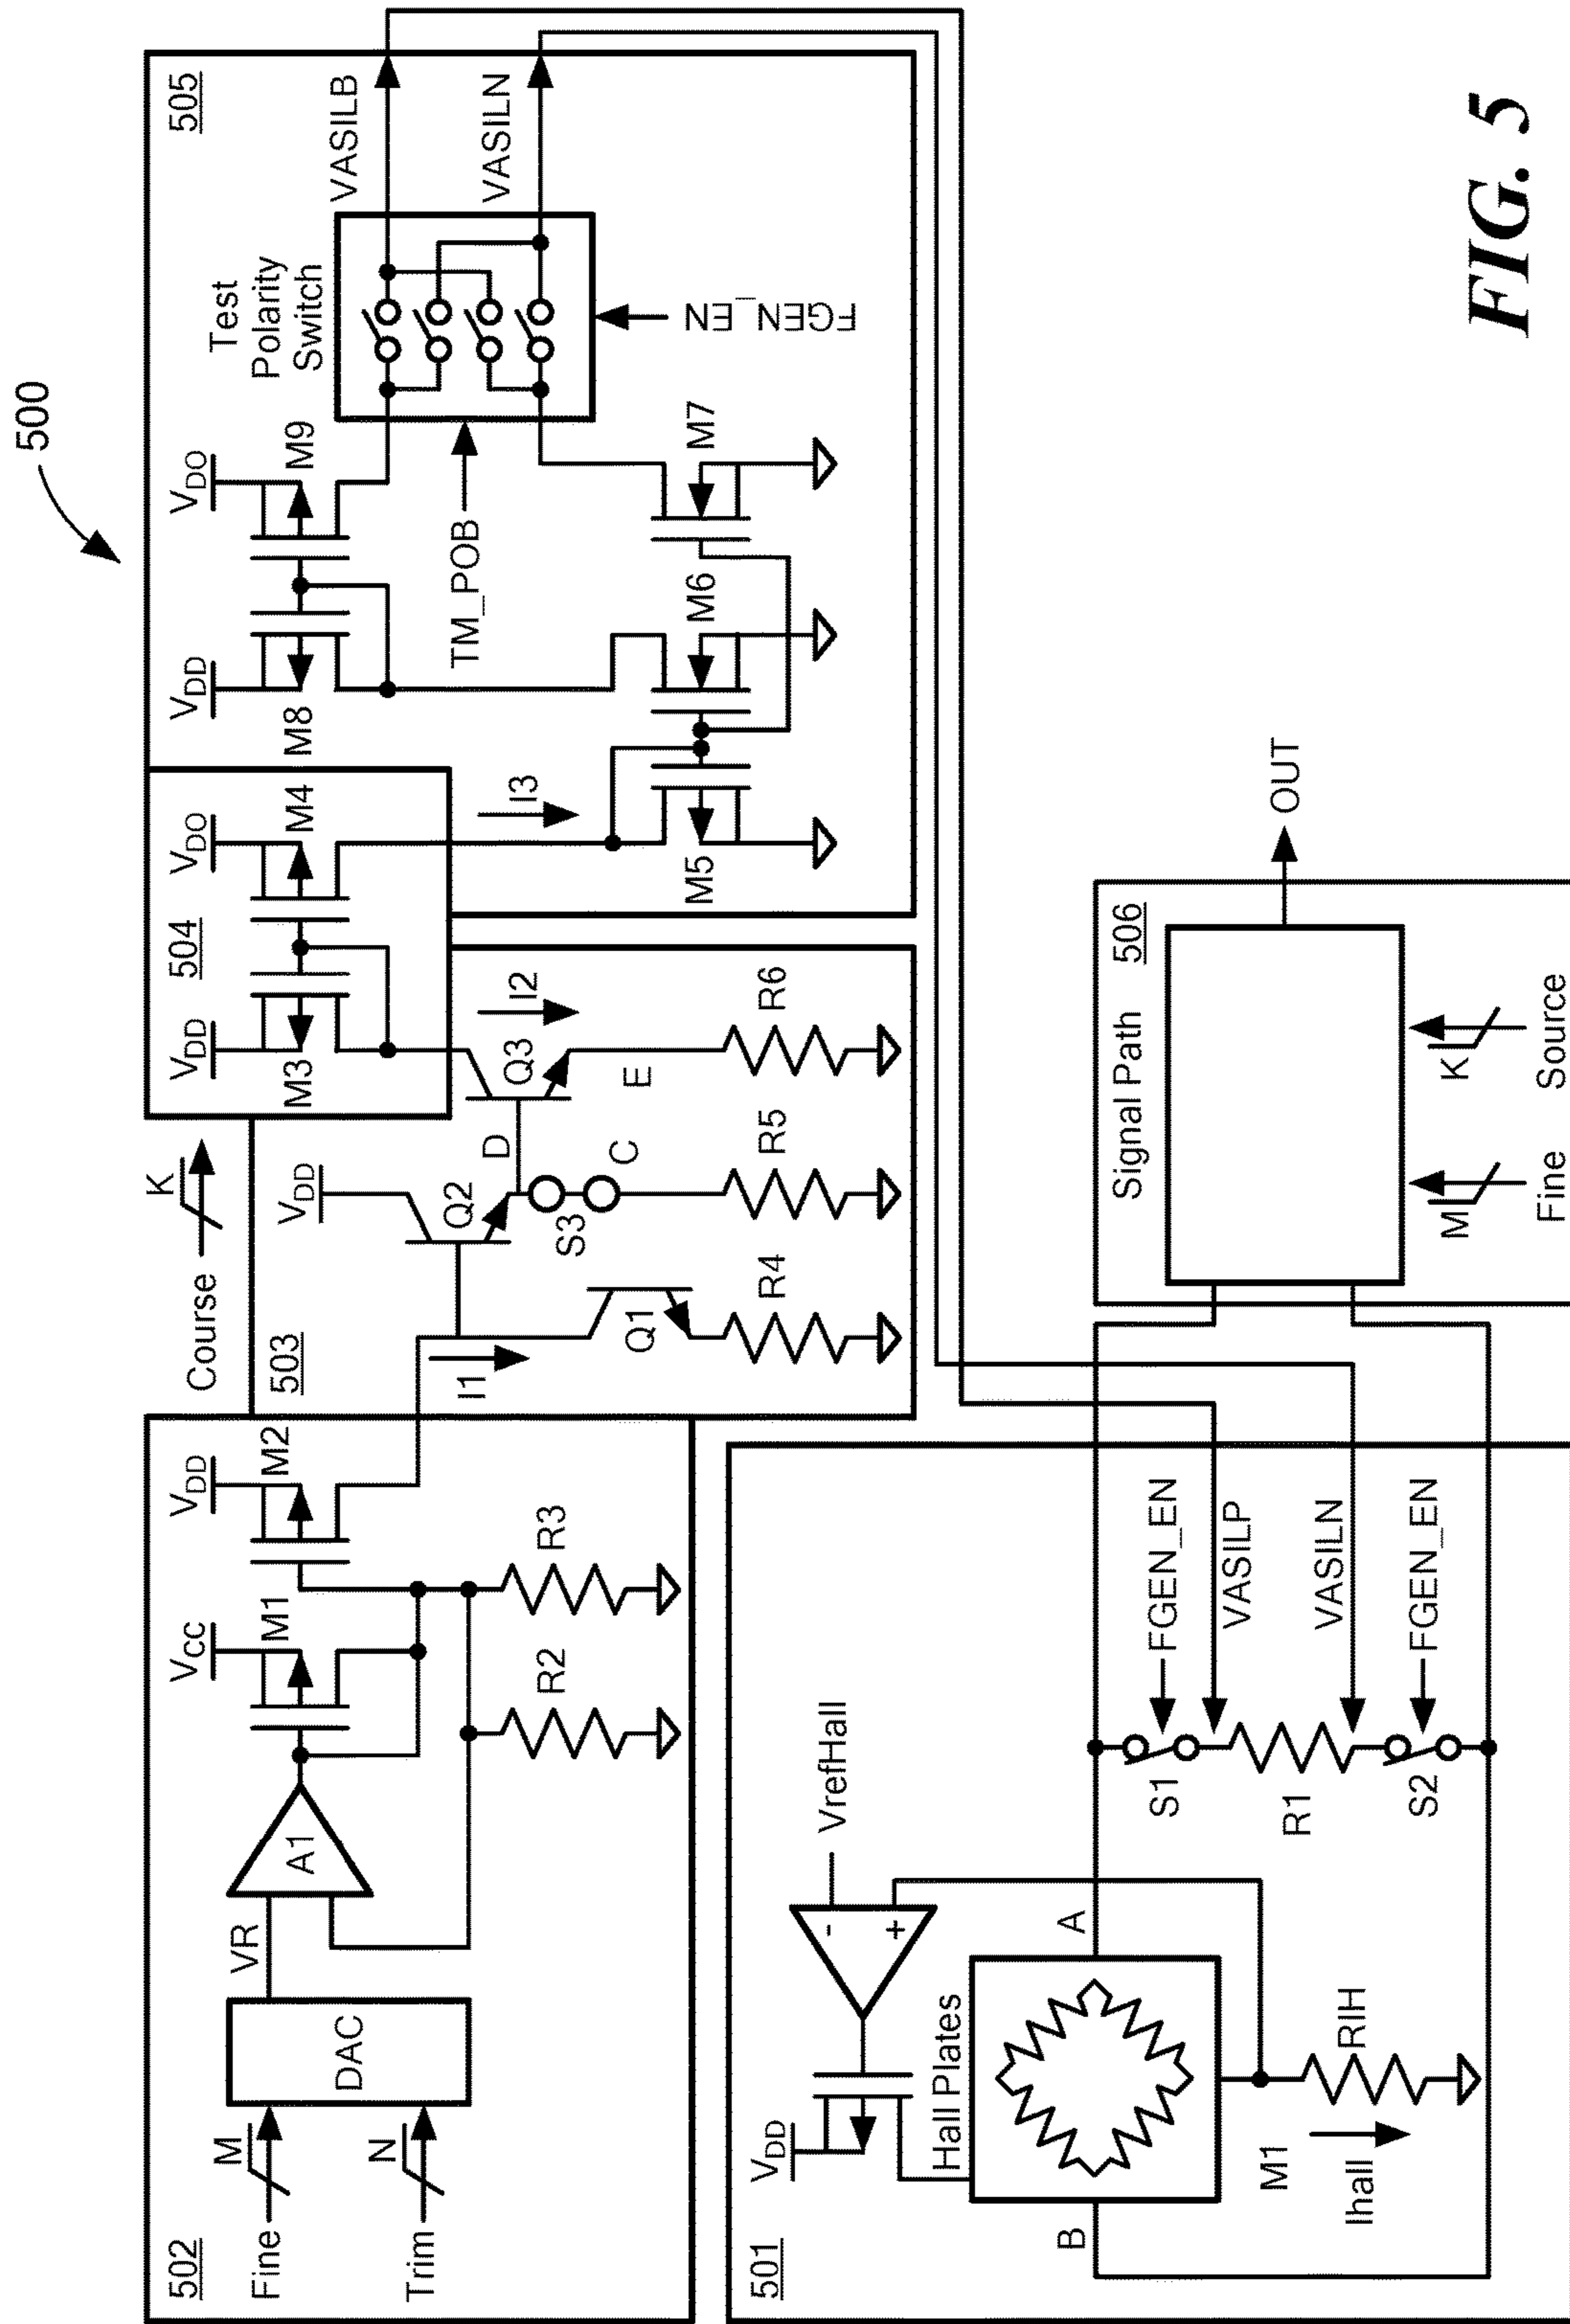 500
502
Fine
M
Trim
N
DAC
VR
A1
VCC
M1
VDD
M2
R2
R3
503
Course
K
I1
Q1
R4
VDD
Q2
S3
C
R5
D
Q3
E
I2
R6
504
VDD
M3
VDO
M4
I3
M5
505
VDD
M8
VDO
M9
M6
M7
TM_POB
Test
Polarity
Switch
FGEN_EN
VASILB
VASILN
501
VDD
Hall Plates
-
+
VrefHall
A
B
M1
Ihall
RIH
S1
R1
S2
FGEN_EN
VASILP
VASILN
FGEN_EN
Signal Path
506
M
Fine
K
Source
OUT
FIG. 5